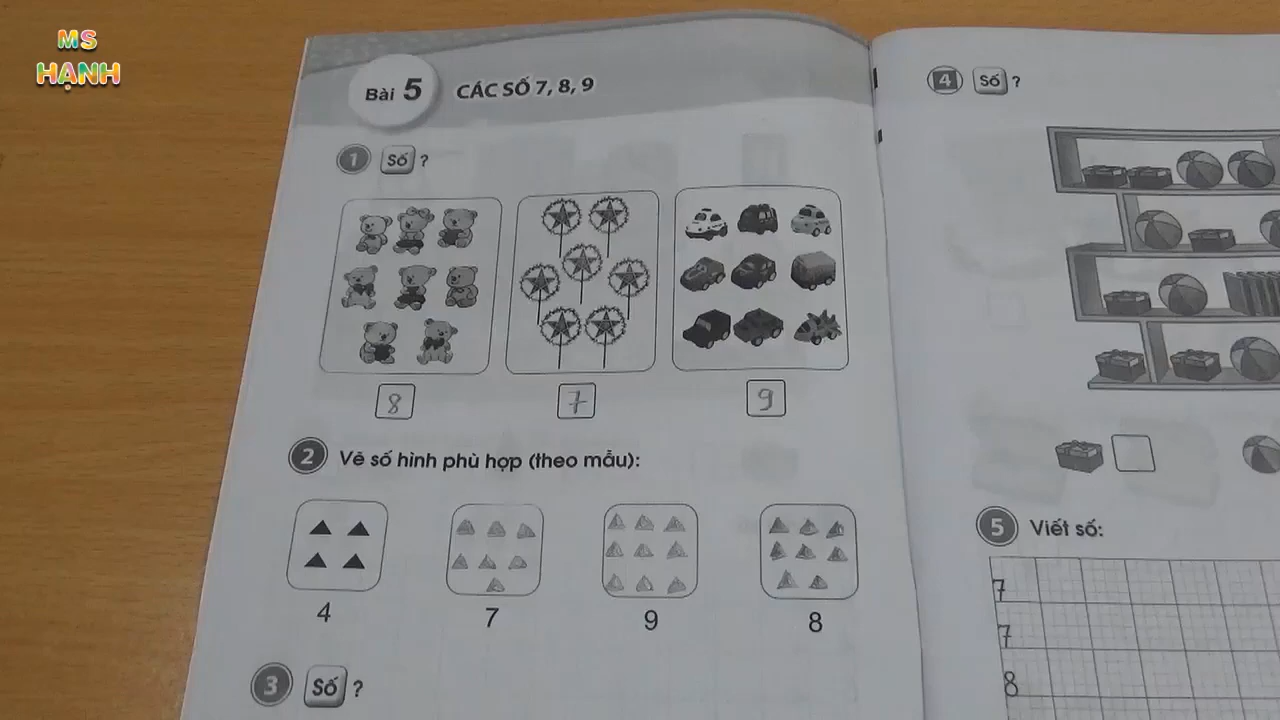 MS
HẠNH
Bài 5 CÁC SỐ 7, 8, 9
1 Số ?
8 7 9
2 Vẽ số hình phù hợp (theo mẫu):
4 7 9 8
3 Số ?
4 Số ?
5 Viết số:
7
7
8